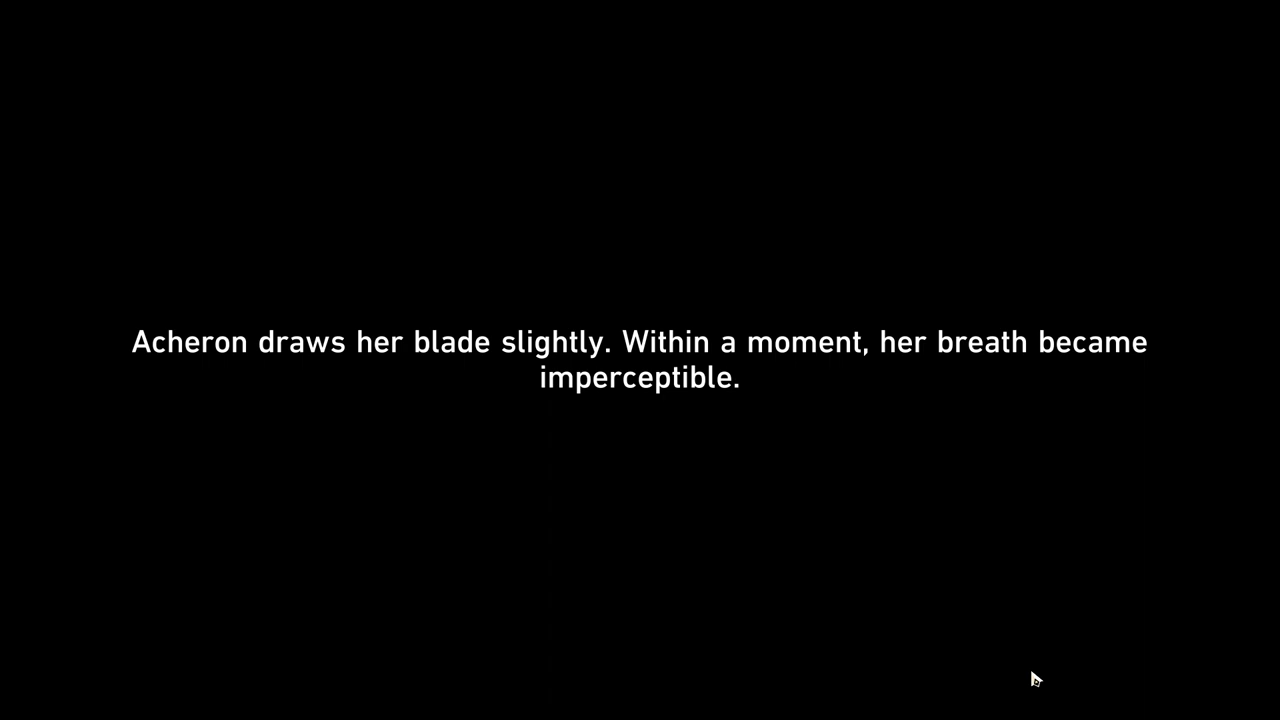 Acheron draws her blade slightly. Within a moment, her breath became
imperceptible.